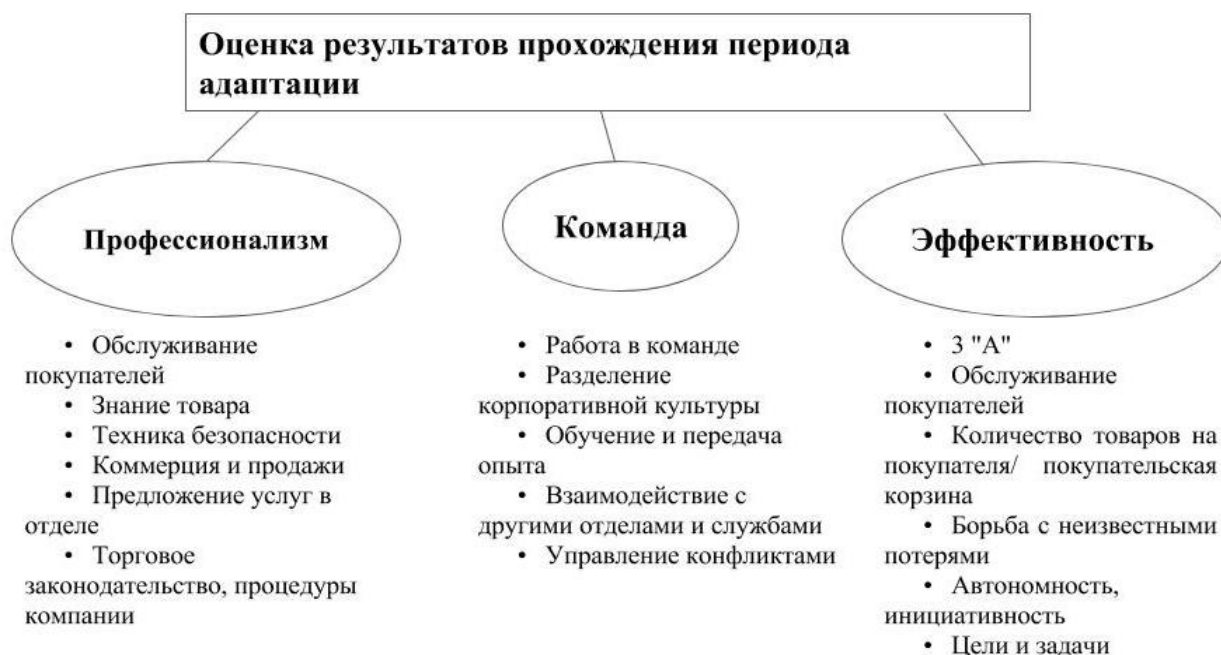 Оценка результатов прохождения периода
адаптации
Профессионализм
• Обслуживание
покупателей
• Знание товара
• Техника безопасности
• Коммерция и продажи
• Предложение услуг в
отделе
• Торговое
законодательство, процедуры
компании
Команда
• Работа в команде
• Разделение
корпоративной культуры
• Обучение и передача
опыта
• Взаимодействие с
другими отделами и службами
• Управление конфликтами
Эффективность
• 3 "А"
• Обслуживание
покупателей
• Количество товаров на
покупателя/ покупательская
корзина
• Борьба с неизвестными
потерями
• Автономность,
инициативность
• Цели и задачи